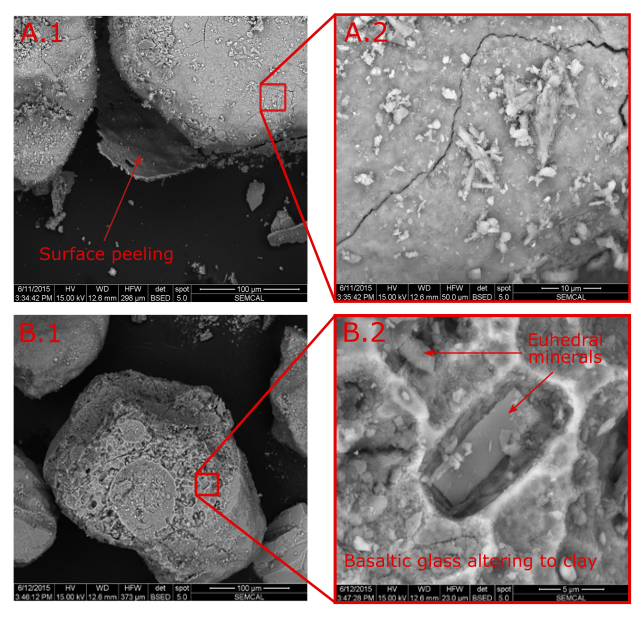 A.1
Surface peeling
6/11/2015 HV WD HFW det spot 100 µm
3:34:42 PM 15.00 kV 12.6 mm 298 µm BSED 5.0 SEMCAL
A.2
6/11/2015 HV WD HFW det spot 10 µm
3:35:42 PM 15.00 kV 12.6 mm 50.0 µm BSED 5.0 SEMCAL
B.1
6/12/2015 HV WD HFW det spot 100 µm
3:46:12 PM 15.00 kV 12.6 mm 373 µm BSED 5.0 SEMCAL
B.2
Euhedral
minerals
Basaltic glass altering to clay
6/12/2015 HV WD HFW det spot 5 µm
3:47:28 PM 15.00 kV 12.6 mm 23.0 µm BSED 5.0 SEMCAL